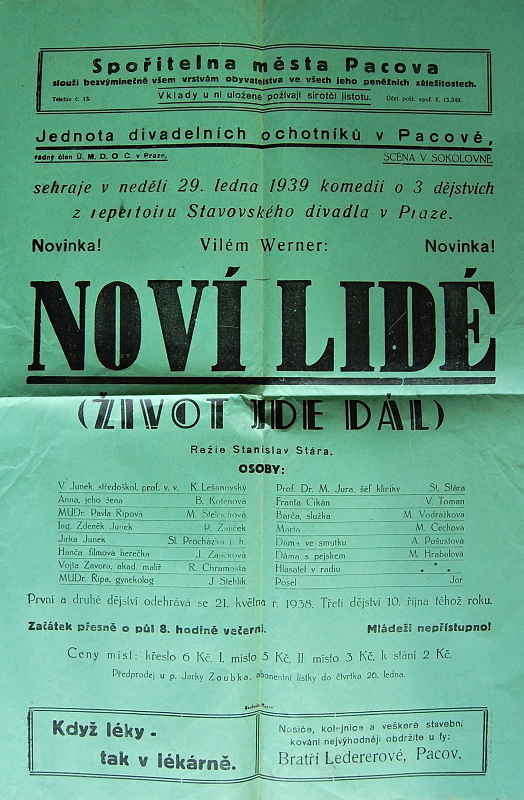 Spořitelna města Pacova
slouží bezvýminečně všem vrstvám obyvatelstva ve všech jeho peněžních záležitostech.
Telefon č. 13. Vklady u ní uložené požívají sirotčí jistotu. Účet pošt. spoř. č. 13.349.
Jednota divadelních ochotníků v Pacově,
řádný člen Ú. M. D. O. Č. v Praze, SCÉNA V SOKOLOVNĚ
sehraje v neděli 29. ledna 1939 komedii o 3 dějstvích
z repertoiru Stavovského divadla v Praze.
Novinka! Vilém Werner: Novinka!
NOVÍ LIDÉ
(ŽIVOT JDE DÁL)
Režie Stanislav Stára.
OSOBY:
V. Junek, středoškol. prof. v. v. K. Lešanovský
Anna, jeho žena B. Kotenová
MUDr. Pavla Řípová M. Stelcichová
Ing. Zdeněk Junek P. Zajíček
Jirka Junek St. Procházka j. h.
Hanča, filmová herečka J. Zajíčková
Vojta Zavora, akad. malíř R. Chramosta
MUDr. Řípa, gynekolog J. Stehlík
Prof. Dr. M. Jura, šéf kliniky St. Stára
Franta Cikán V. Toman
Barča, služka M. Vodrážková
Marta M. Čechová
Dáma ve smutku A. Pošustová
Dáma s pejskem M. Hrabalová
Hlasatel v radiu * * *
Posel Jor
První a druhé dějství odehrává se 21. května r. 1938. Třetí dějství 10. října téhož roku.
Začátek přesně o půl 8. hodině večerní. Mládeži nepřístupno!
Ceny míst: křeslo 6 Kč, I. místo 5 Kč, II. místo 3 Kč, k stání 2 Kč.
Předprodej u p. Jarky Zoubka, abonentní lístky do čtvrtka 26. ledna.
Když léky -
tak v lékárně.
Nosiče, kolejnice a veškeré stavební
kování nejvýhodněji obdržíte u fy:
Bratří Ledererové, Pacov.